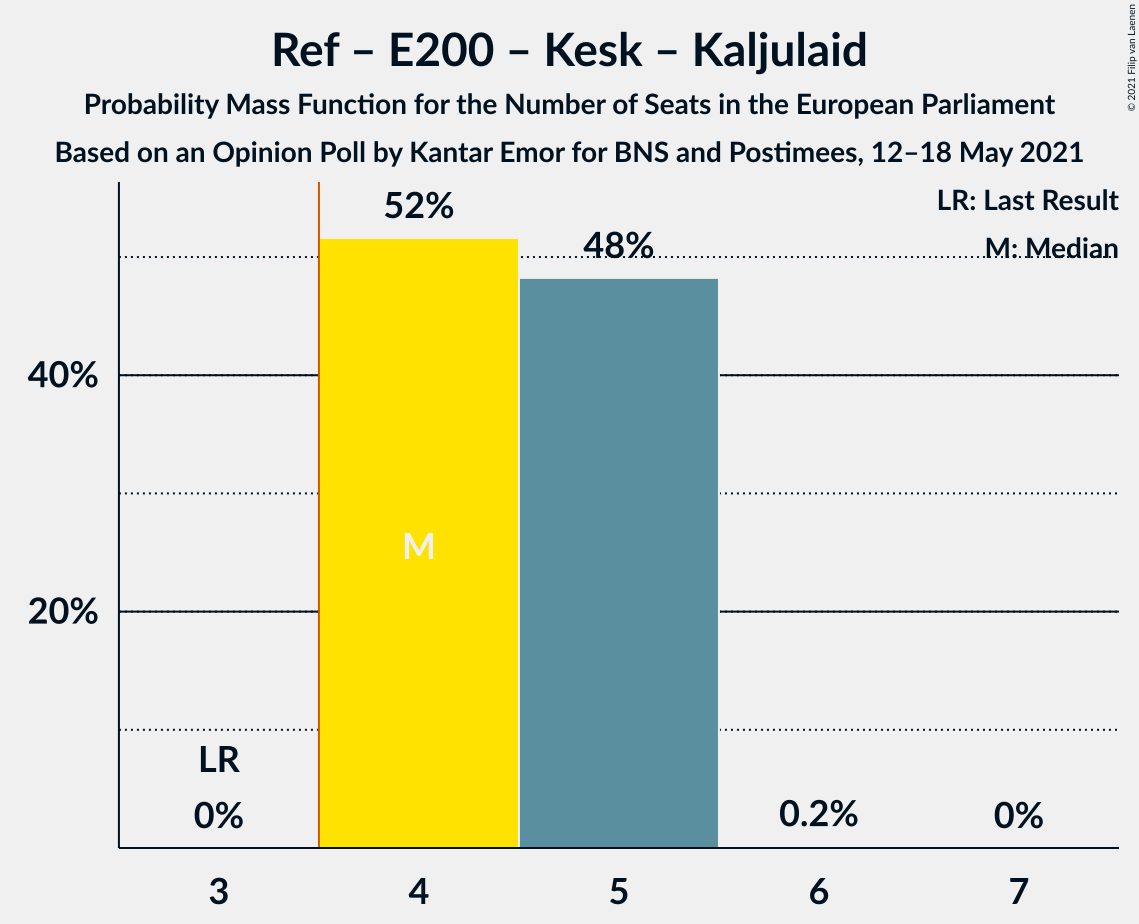 Ref – E200 – Kesk – Kaljulaid
Probability Mass Function for the Number of Seats in the European Parliament
Based on an Opinion Poll by Kantar Emor for BNS and Postimees, 12–18 May 2021
© 2021 Filip van Laenen
LR: Last Result
M: Median
52%
48%
40%
M
20%
LR
0%
0.2%
0%
3 4 5 6 7